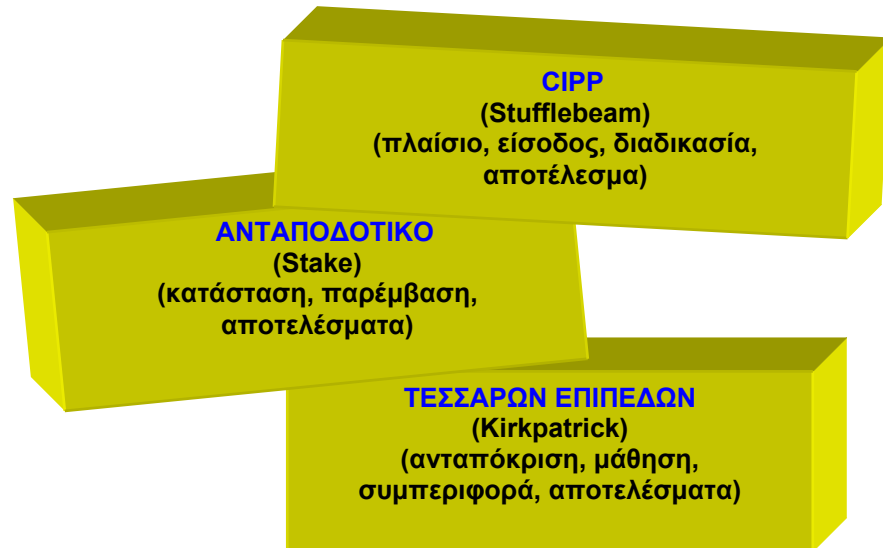 CIPP
(Stufflebeam)
(πλαίσιο, είσοδος, διαδικασία,
αποτέλεσμα)
ΑΝΤΑΠΟΔΟΤΙΚΟ
(Stake)
(κατάσταση, παρέμβαση,
αποτελέσματα)
ΤΕΣΣΑΡΩΝ ΕΠΙΠΕΔΩΝ
(Kirkpatrick)
(ανταπόκριση, μάθηση,
συμπεριφορά, αποτελέσματα)